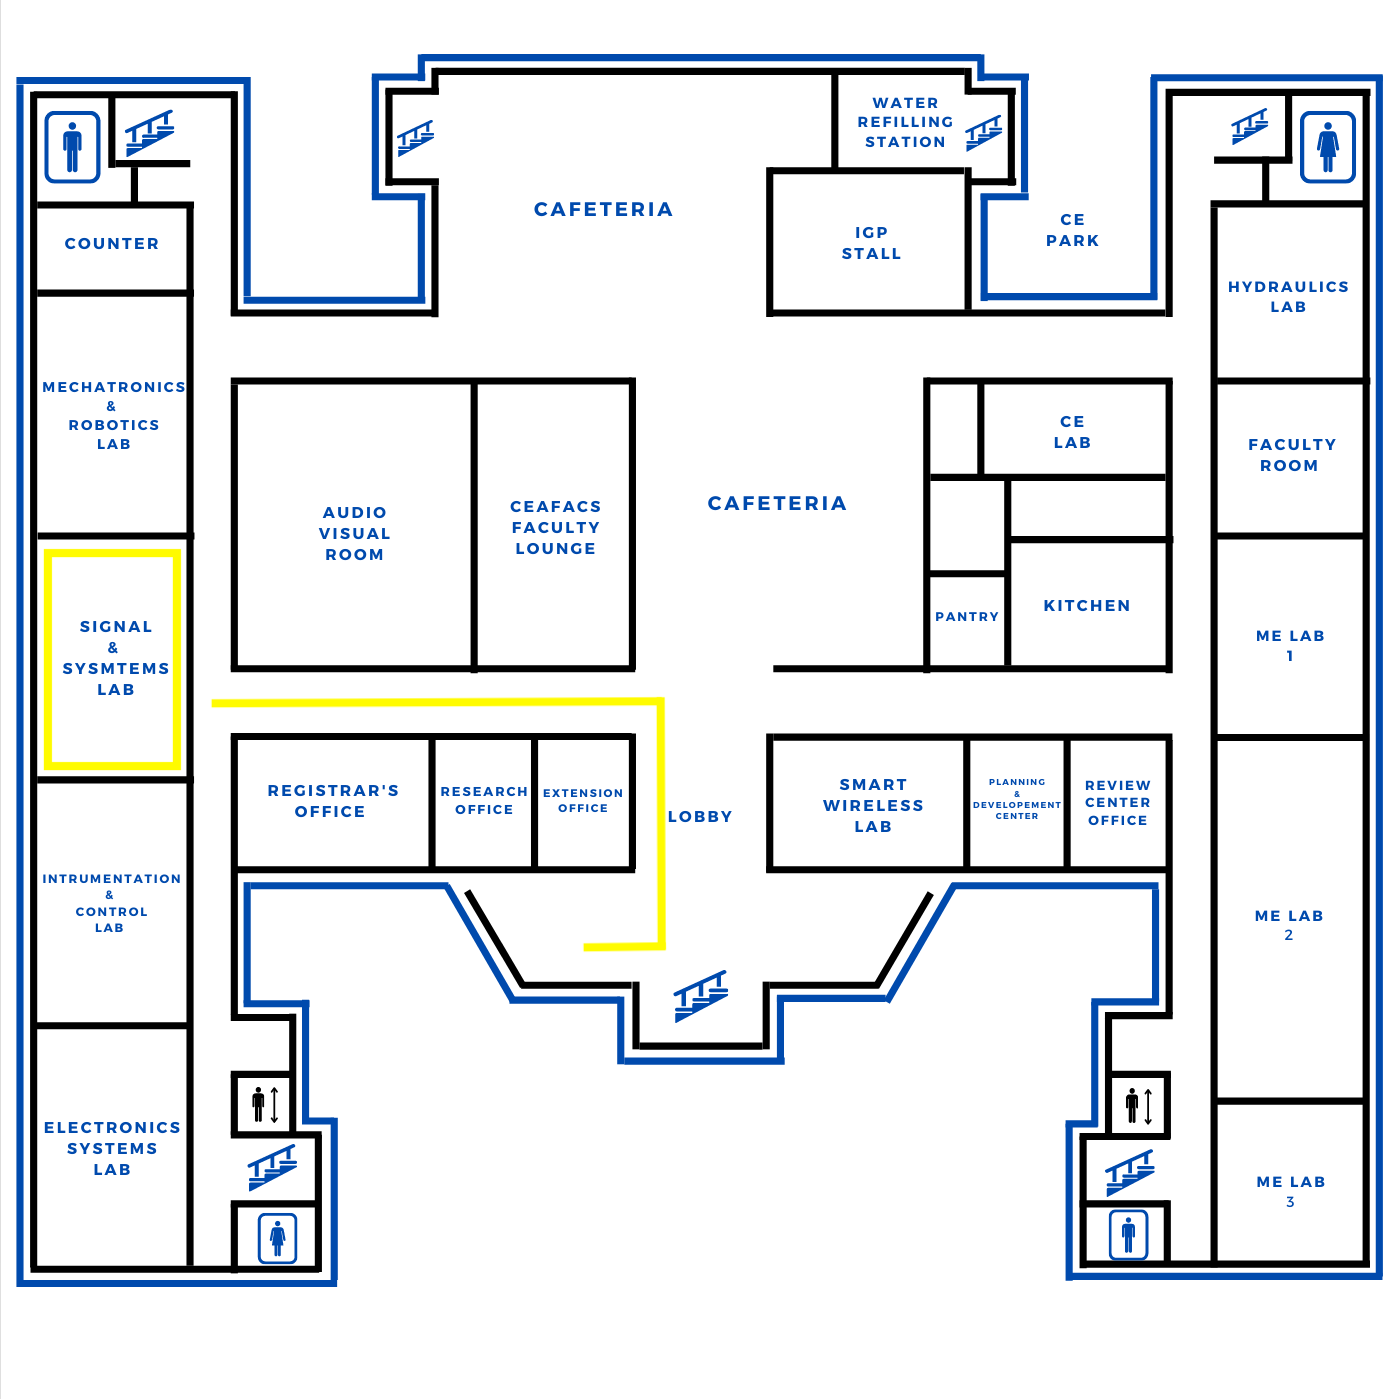 WATER
REFILLING
STATION
CAFETERIA
IGP
STALL
CE
PARK
COUNTER
HYDRAULICS
LAB
MECHATRONICS
&
ROBOTICS
LAB
AUDIO
VISUAL
ROOM
CEAFACS
FACULTY
LOUNGE
CAFETERIA
CE
LAB
FACULTY
ROOM
SIGNAL
&
SYSMTEMS
LAB
PANTRY
KITCHEN
ME LAB
1
REGISTRAR'S
OFFICE
RESEARCH
OFFICE
EXTENSION
OFFICE
LOBBY
SMART
WIRELESS
LAB
PLANNING
&
DEVELOPEMENT
CENTER
REVIEW
CENTER
OFFICE
INTRUMENTATION
&
CONTROL
LAB
ME LAB
2
ELECTRONICS
SYSTEMS
LAB
ME LAB
3